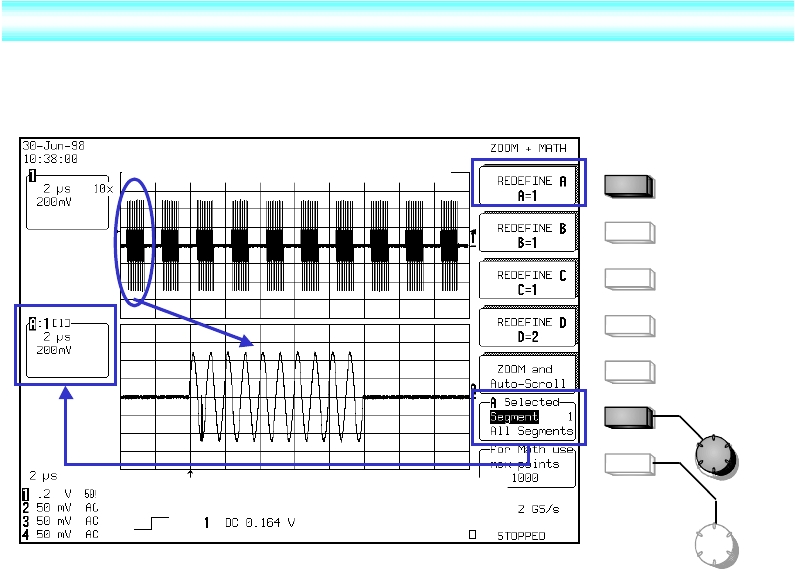 30-Jun-98
10:38:00
1
2 µs 10x
200mV
A:1[1]
2 µs
200mV
2 µs
1 .2 V 50
2 50 mV AC
3 50 mV AC
4 50 mV AC
1 DC 0.164 V
ZOOM + MATH
REDEFINE A
A=1
REDEFINE B
B=1
REDEFINE C
C=1
REDEFINE D
D=2
ZOOM and
Auto-Scroll
A Selected
Segment 1
All Segments
For Math use
max points
1000
2 GS/s
STOPPED